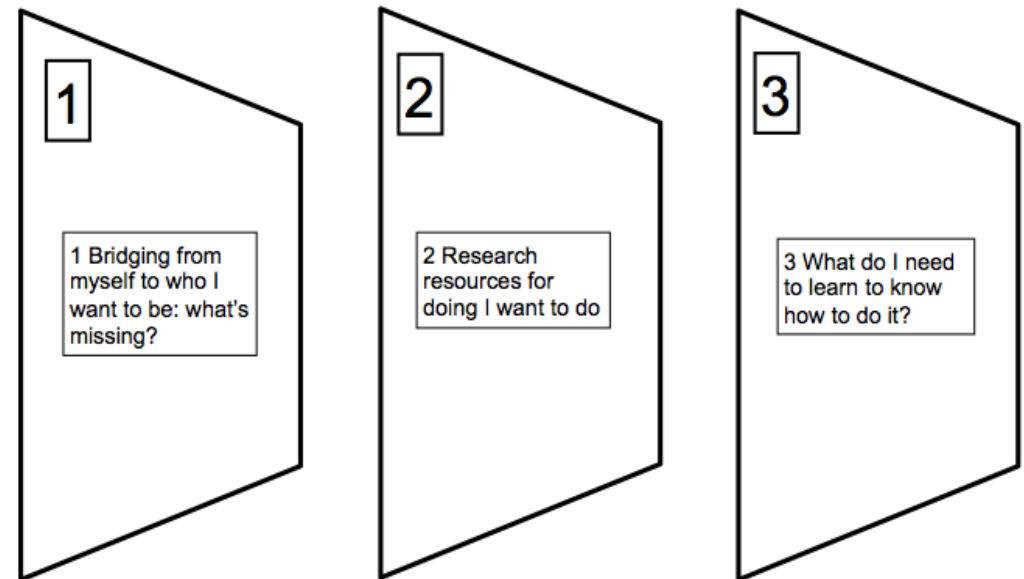 1
1 Bridging from
myself to who I
want to be: what's
missing?
2
2 Research
resources for
doing I want to do
3
3 What do I need
to learn to know
how to do it?